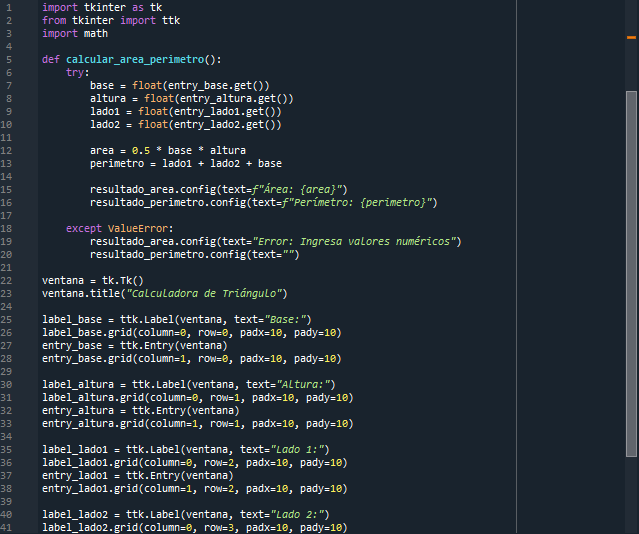 1 import tkinter as tk
2 from tkinter import ttk
3 import math
4
5 def calcular_area_perimetro():
6     try:
7         base = float(entry_base.get())
8         altura = float(entry_altura.get())
9         lado1 = float(entry_lado1.get())
10         lado2 = float(entry_lado2.get())
11
12         area = 0.5 * base * altura
13         perimetro = lado1 + lado2 + base
14
15         resultado_area.config(text=f"Área: {area}")
16         resultado_perimetro.config(text=f"Perímetro: {perimetro}")
17
18     except ValueError:
19         resultado_area.config(text="Error: Ingresa valores numéricos")
20         resultado_perimetro.config(text="")
21
22 ventana = tk.Tk()
23 ventana.title("Calculadora de Triángulo")
24
25 label_base = ttk.Label(ventana, text="Base:")
26 label_base.grid(column=0, row=0, padx=10, pady=10)
27 entry_base = ttk.Entry(ventana)
28 entry_base.grid(column=1, row=0, padx=10, pady=10)
29
30 label_altura = ttk.Label(ventana, text="Altura:")
31 label_altura.grid(column=0, row=1, padx=10, pady=10)
32 entry_altura = ttk.Entry(ventana)
33 entry_altura.grid(column=1, row=1, padx=10, pady=10)
34
35 label_lado1 = ttk.Label(ventana, text="Lado 1:")
36 label_lado1.grid(column=0, row=2, padx=10, pady=10)
37 entry_lado1 = ttk.Entry(ventana)
38 entry_lado1.grid(column=1, row=2, padx=10, pady=10)
39
40 label_lado2 = ttk.Label(ventana, text="Lado 2:")
41 label_lado2.grid(column=0, row=3, padx=10, pady=10)